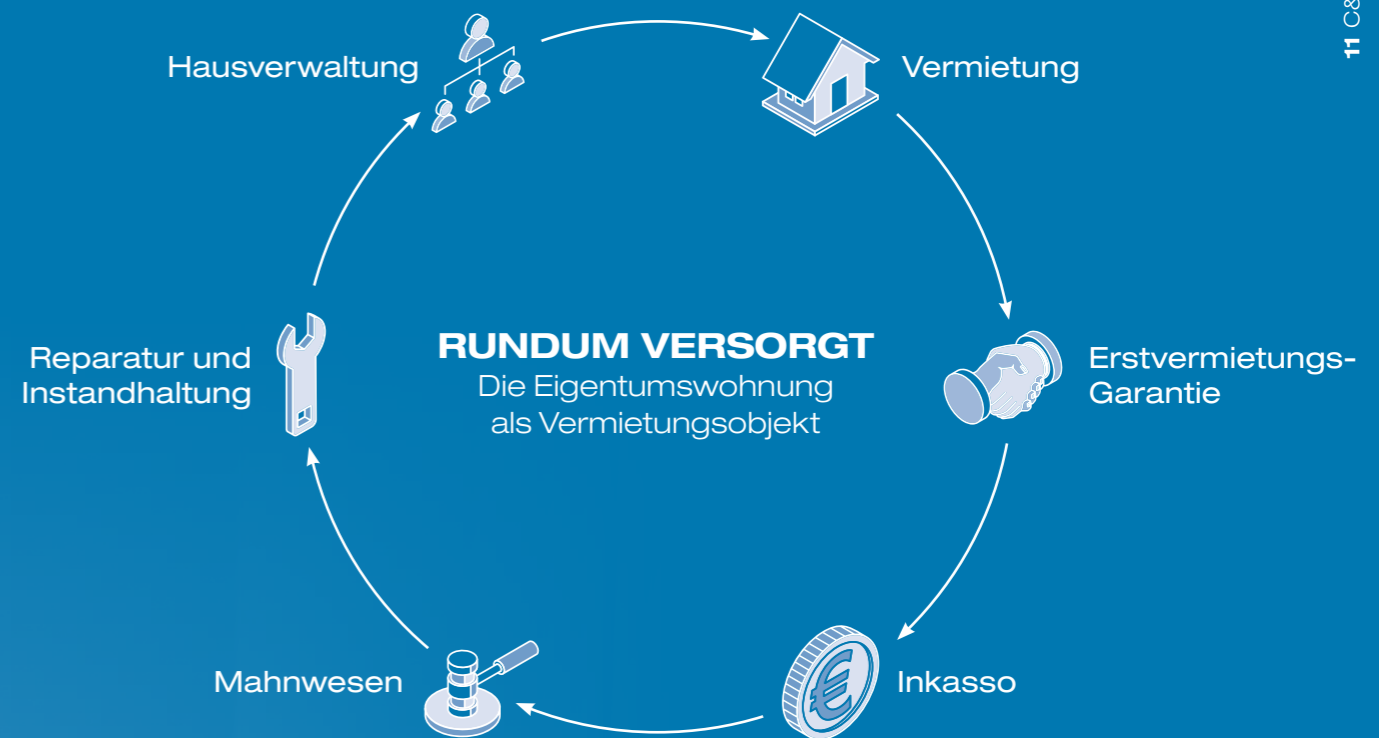 11 C&
Hausverwaltung
Vermietung
Erstvermietungs-
Garantie
Inkasso
Mahnwesen
Reparatur und
Instandhaltung
RUNDUM VERSORGT
Die Eigentumswohnung
als Vermietungsobjekt
€